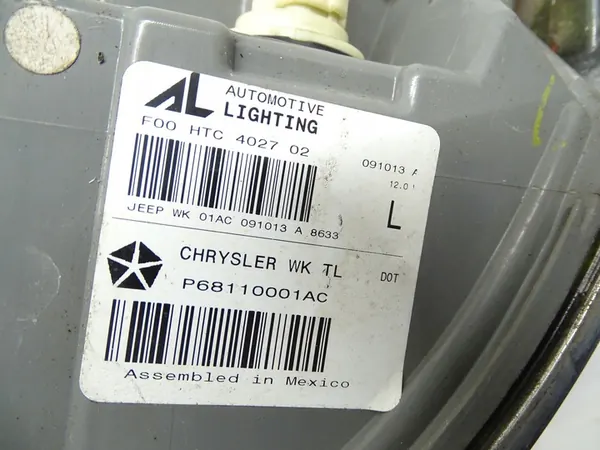 AL AUTOMOTIVE
LIGHTING
F00 HTC 4027 02
091013 A
12.0
JEEP WK 01AC 091013 A 8633
L
CHRYSLER WK TL DOT
P68110001AC
Assembled in Mexico